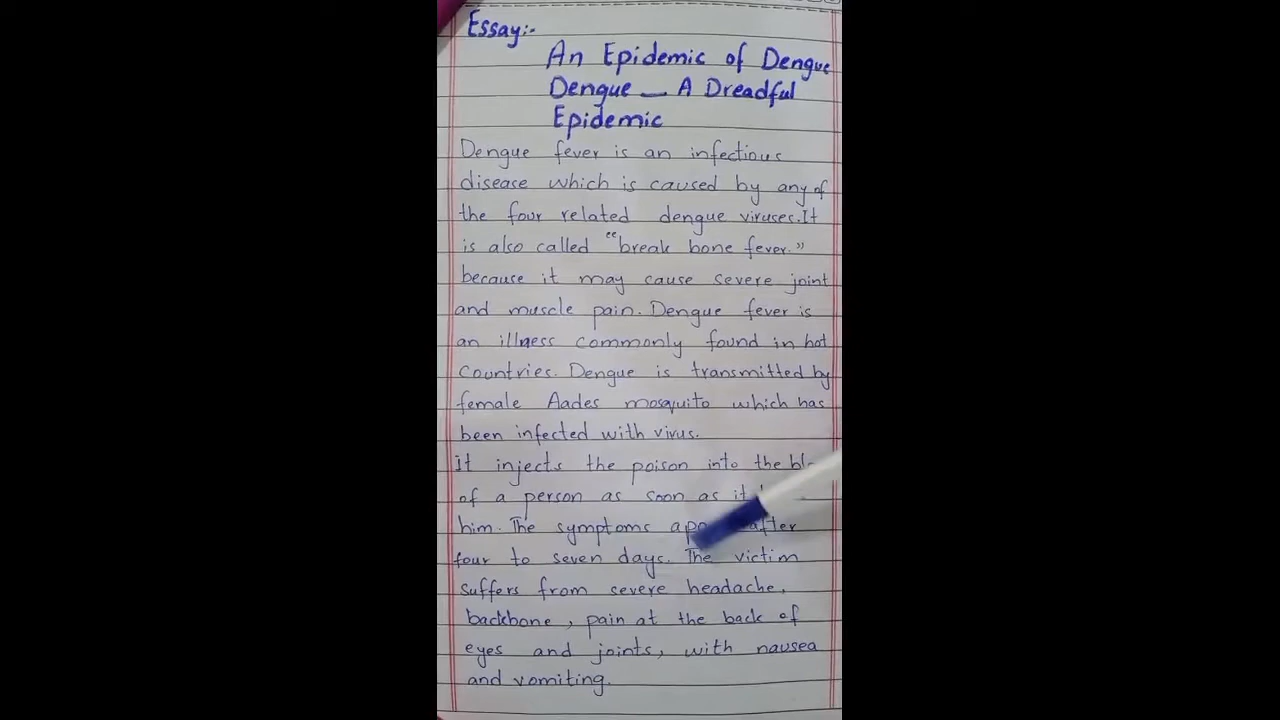 Essay:-
An Epidemic of Dengue
Dengue — A Dreadful
Epidemic
Dengue fever is an infectious
disease which is caused by any of
the four related dengue viruses. It
is also called "break bone fever."
because it may cause severe joint
and muscle pain. Dengue fever is
an illness commonly found in hot
countries. Dengue is transmitted by
female Aades mosquito which has
been infected with virus.
It injects the poison into the
of a person as soon as it
him. The symptoms after
four to seven days. The victim
suffers from severe headache,
backbone, pain at the back of
eyes and joints, with nausea
and vomiting.